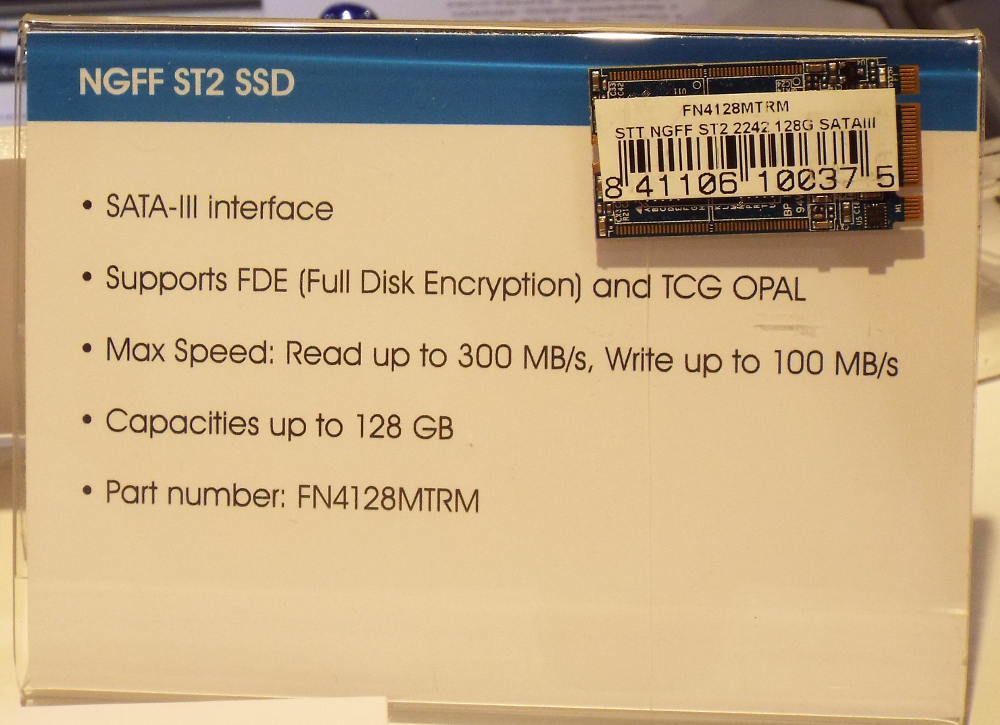 NGFF ST2 SSD
FN4128MTRM
STT NGFF ST2 2242 128G SATAIII
8 41106 10037 5
• SATA-III interface
• Supports FDE (Full Disk Encryption) and TCG OPAL
• Max Speed: Read up to 300 MB/s, Write up to 100 MB/s
• Capacities up to 128 GB
• Part number: FN4128MTRM